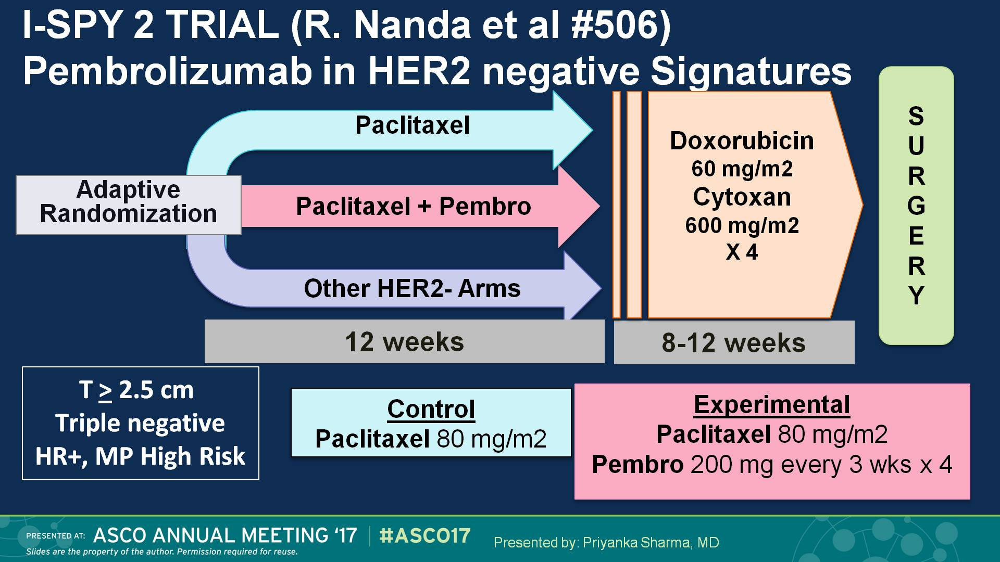 I-SPY 2 TRIAL (R. Nanda et al #506)
Pembrolizumab in HER2 negative Signatures
Paclitaxel
Adaptive
Randomization
Paclitaxel + Pembro
Other HER2- Arms
12 weeks
Doxorubicin
60 mg/m2
Cytoxan
600 mg/m2
X 4
8-12 weeks
S
U
R
G
E
R
Y
T ≥ 2.5 cm
Triple negative
HR+, MP High Risk
Control
Paclitaxel 80 mg/m2
Experimental
Paclitaxel 80 mg/m2
Pembro 200 mg every 3 wks x 4
PRESENTED AT: ASCO ANNUAL MEETING ‘17 | #ASCO17
Slides are the property of the author. Permission required for reuse.
Presented by: Priyanka Sharma, MD